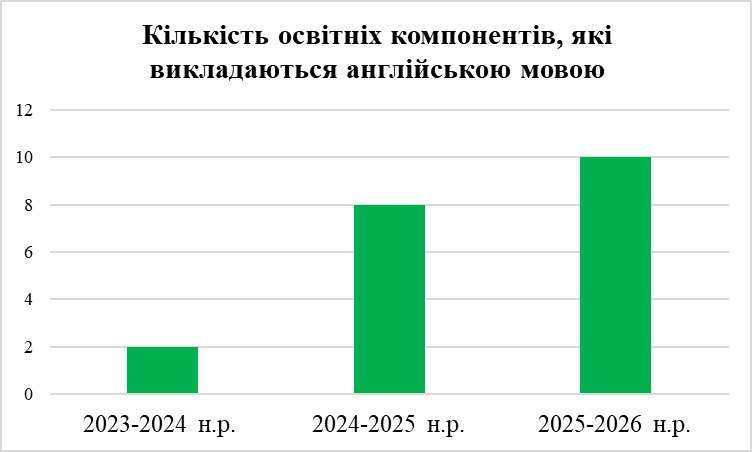 Кількість освітніх компонентів, які
викладаються англійською мовою
12
10
8
6
4
2
0
2023-2024 н.р.
2024-2025 н.р.
2025-2026 н.р.